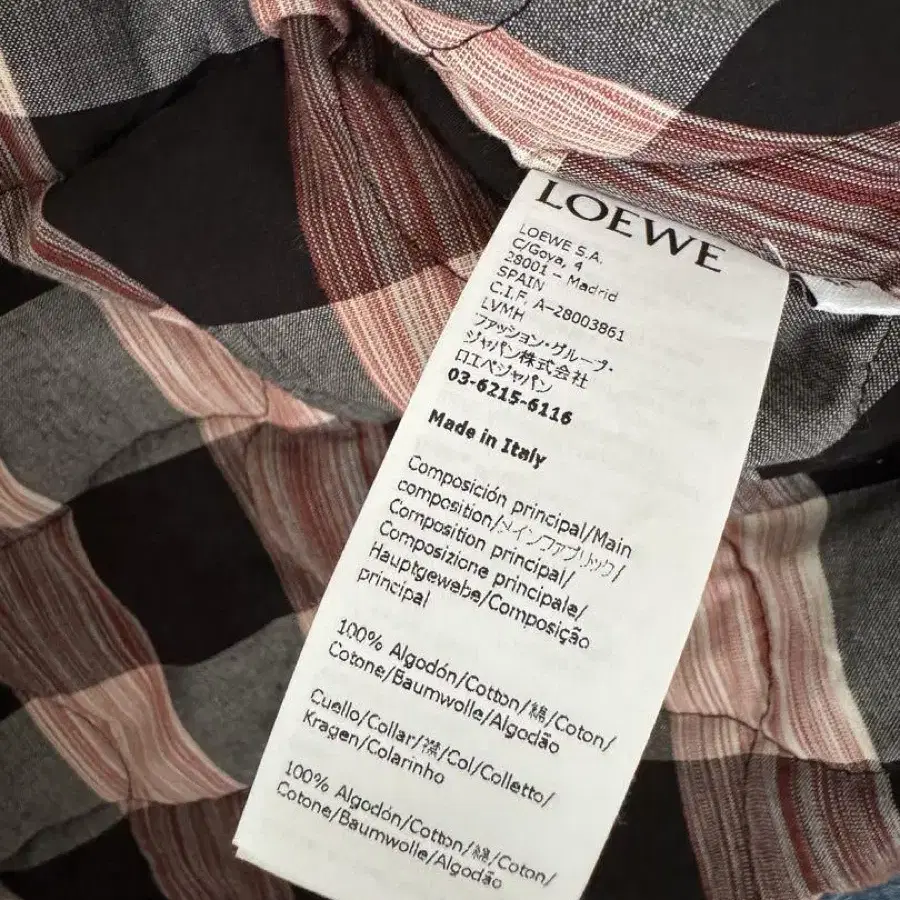 LOEWE
LOEWE S.A.
C/Goya, 4
28001 - Madrid
SPAIN
C.I.F. A-28003861
LVMH
ファッション・グループ・
ジャパン株式会社
ロエベジャパン
03-6215-6116
Made in Italy
Composición principal/Main
composition/メインファブリック/
Composition principal/
Composizione principale/
Hauptgewebe/Composição
principal
100% Algodón/Cotton/綿/Coton/
Cotone/Baumwolle/Algodão
Cuello/Collar/襟/Col/Colletto/
Kragen/Colarinho
100% Algodón/Cotton/綿/Coton/
Cotone/Baumwolle/Algodão